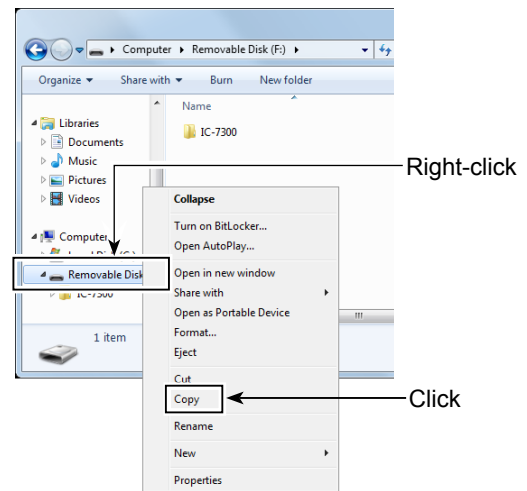 Computer ▸ Removable Disk (F:) ▸
Organize ▾ Share with ▾ Burn New folder
Name
IC-7300
Libraries
Documents
Music
Pictures
Videos
Computer
Removable Disk
IC-7300
1 item
Collapse
Turn on BitLocker...
Open AutoPlay...
Open in new window
Share with
Open as Portable Device
Format...
Eject
Cut
Copy
Rename
New
Properties
Right-click
Click